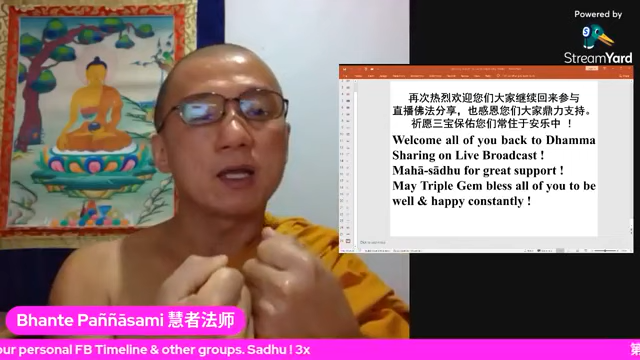 Powered by
StreamYard
再次热烈欢迎您们大家继续回来参与
直播佛法分享，也感恩您们大家鼎力支持。
祈愿三宝保佑您们常住于安乐中 ！
Welcome all of you back to Dhamma
Sharing on Live Broadcast !
Mahā-sādhu for great support !
May Triple Gem bless all of you to be
well & happy constantly !
Bhante Paññāsami 慧者法师
our personal FB Timeline & other groups. Sadhu ! 3x